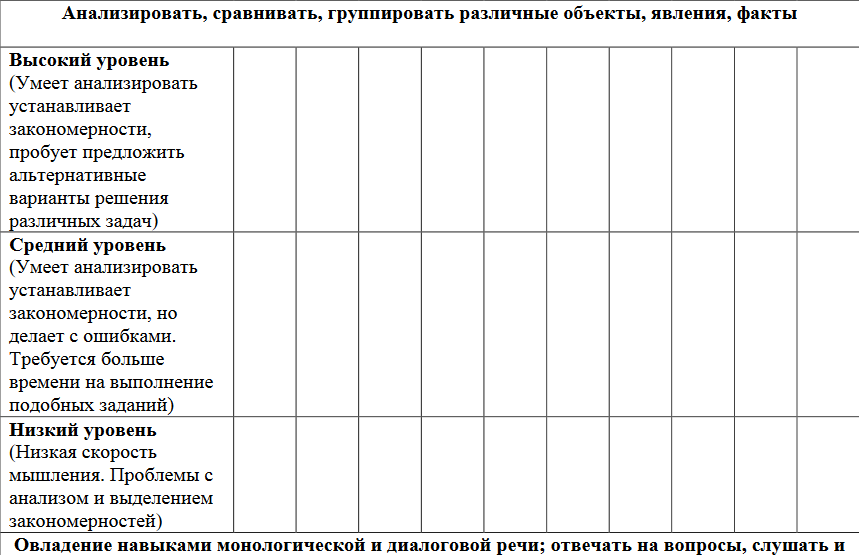 Анализировать, сравнивать, группировать различные объекты, явления, факты
Высокий уровень
(Умеет анализировать
устанавливает
закономерности,
пробует предложить
альтернативные
варианты решения
различных задач)
Средний уровень
(Умеет анализировать
устанавливает
закономерности, но
делает с ошибками.
Требуется больше
времени на выполнение
подобных заданий)
Низкий уровень
(Низкая скорость
мышления. Проблемы с
анализом и выделением
закономерностей)
Овладение навыками монологической и диалоговой речи; отвечать на вопросы, слушать и